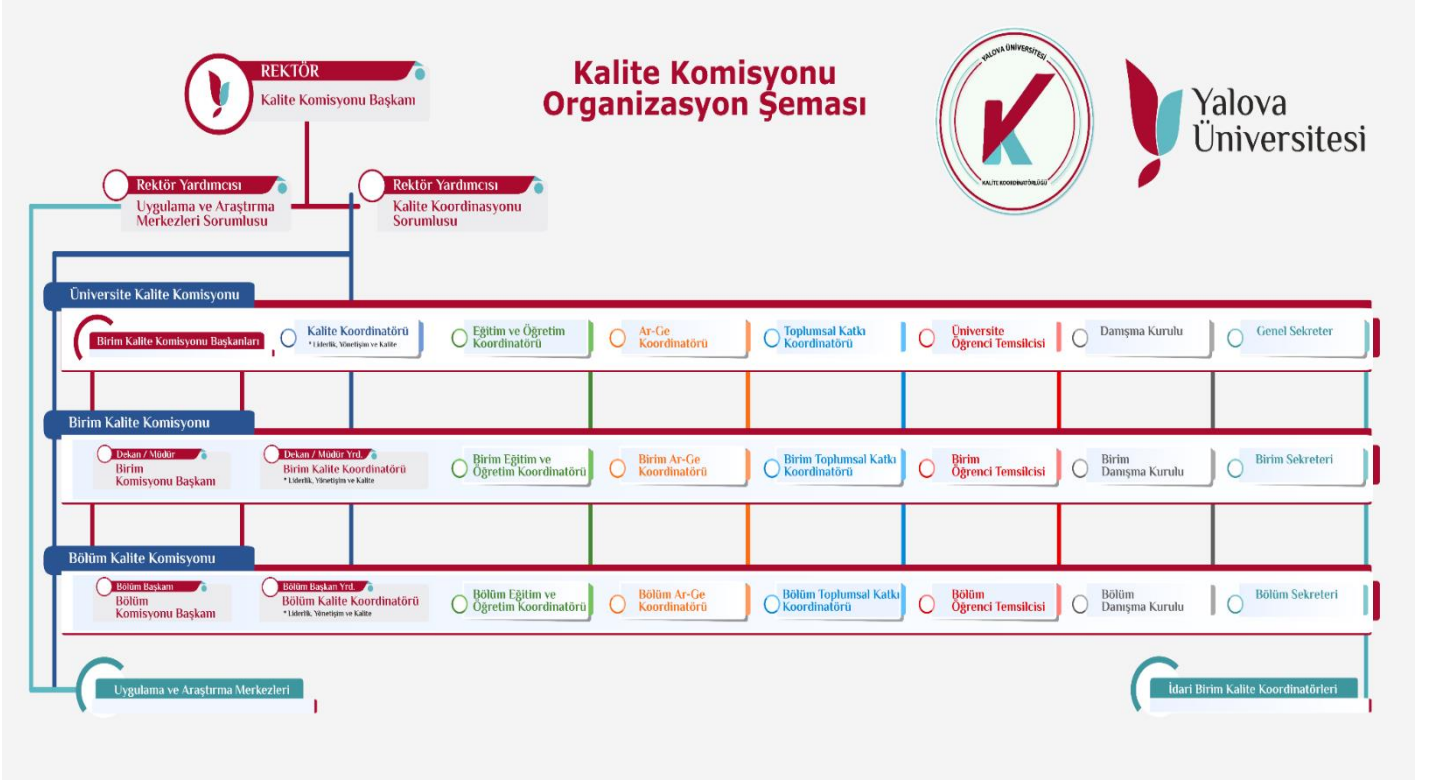 REKTÖR
Kalite Komisyonu Başkanı
Kalite Komisyonu
Organizasyon Şeması
YALOVA ÜNİVERSİTESİ
KALİTE KOORDİNATÖRLÜĞÜ
Yalova
Üniversitesi
Rektör Yardımcısı
Uygulama ve Araştırma
Merkezleri Sorumlusu
Rektör Yardımcısı
Kalite Koordinasyonu
Sorumlusu
Üniversite Kalite Komisyonu
Birim Kalite Komisyonu Başkanları
Kalite Koordinatörü
* Liderlik, Yönetişim ve Kalite
Eğitim ve Öğretim
Koordinatörü
Ar-Ge
Koordinatörü
Toplumsal Katkı
Koordinatörü
Üniversite
Öğrenci Temsilcisi
Danışma Kurulu
Genel Sekreter
Birim Kalite Komisyonu
Dekan / Müdür
Birim
Komisyonu Başkanı
Dekan / Müdür Yrd.
Birim Kalite Koordinatörü
* Liderlik, Yönetişim ve Kalite
Birim Eğitim ve
Öğretim Koordinatörü
Birim Ar-Ge
Koordinatörü
Birim Toplumsal Katkı
Koordinatörü
Birim
Öğrenci Temsilcisi
Birim
Danışma Kurulu
Birim Sekreteri
Bölüm Kalite Komisyonu
Bölüm Başkanı
Bölüm
Komisyonu Başkanı
Bölüm Başkan Yrd.
Bölüm Kalite Koordinatörü
* Liderlik, Yönetişim ve Kalite
Bölüm Eğitim ve
Öğretim Koordinatörü
Bölüm Ar-Ge
Koordinatörü
Bölüm Toplumsal Katkı
Koordinatörü
Bölüm
Öğrenci Temsilcisi
Bölüm
Danışma Kurulu
Bölüm Sekreteri
Uygulama ve Araştırma Merkezleri
İdari Birim Kalite Koordinatörleri